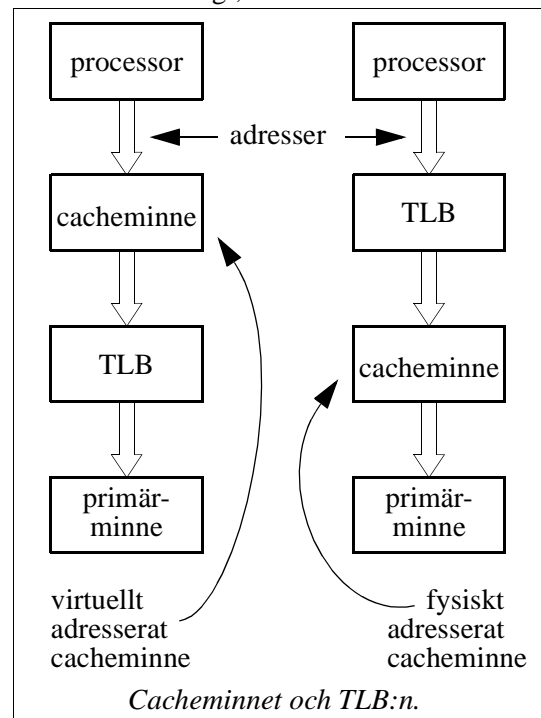 processor processor
adresser
cacheminne TLB
TLB cacheminne
primär-
minne
primär-
minne
virtuellt
adresserat
cacheminne
fysiskt
adresserat
cacheminne
Cacheminnet och TLB:n.